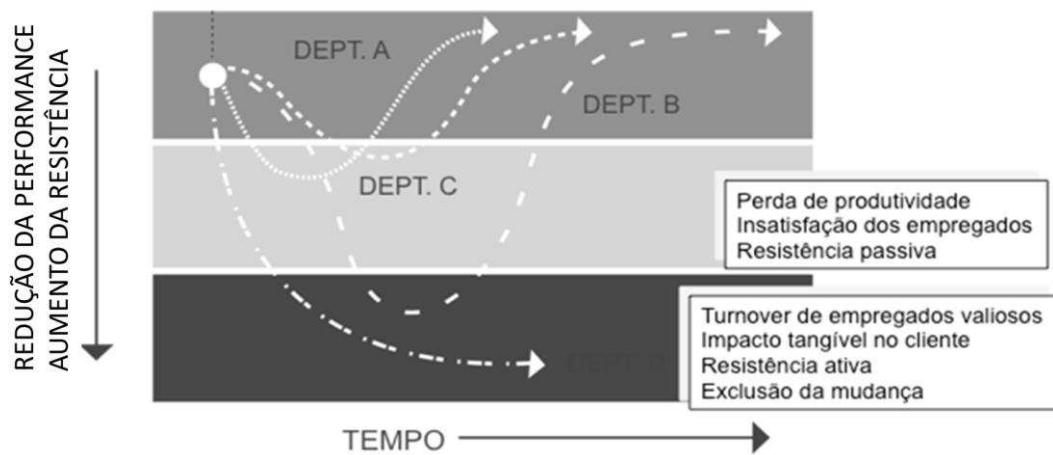 REDUÇÃO DA PERFORMANCE
AUMENTO DA RESISTÊNCIA
DEPT. A
DEPT. B
DEPT. C
Perda de produtividade
Insatisfação dos empregados
Resistência passiva
DEPT. D
Turnover de empregados valiosos
Impacto tangível no cliente
Resistência ativa
Exclusão da mudança
TEMPO